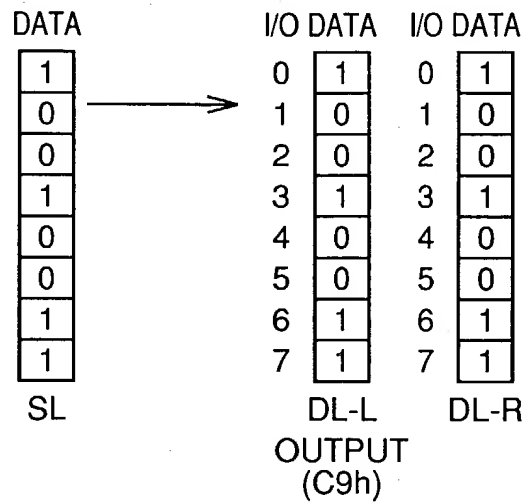 DATA I/O DATA I/O DATA
1 0 1 0 1
0 1 0 1 0
0 2 0 2 0
1 3 1 3 1
0 4 0 4 0
0 5 0 5 0
1 6 1 6 1
1 7 1 7 1
SL DL-L DL-R
OUTPUT
(C9h)